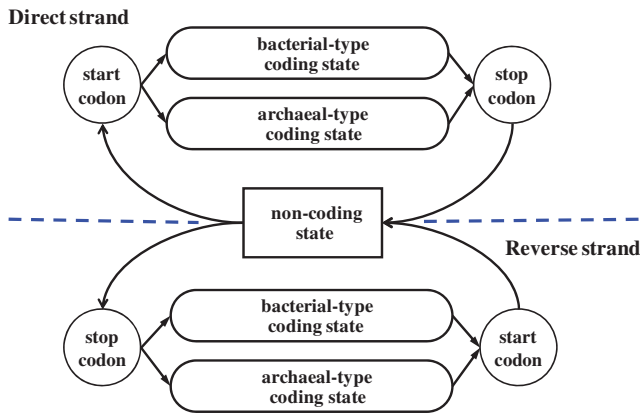 Direct strand
start
codon
bacterial-type
coding state
archaeal-type
coding state
stop
codon
non-coding
state
Reverse strand
stop
codon
bacterial-type
coding state
archaeal-type
coding state
start
codon